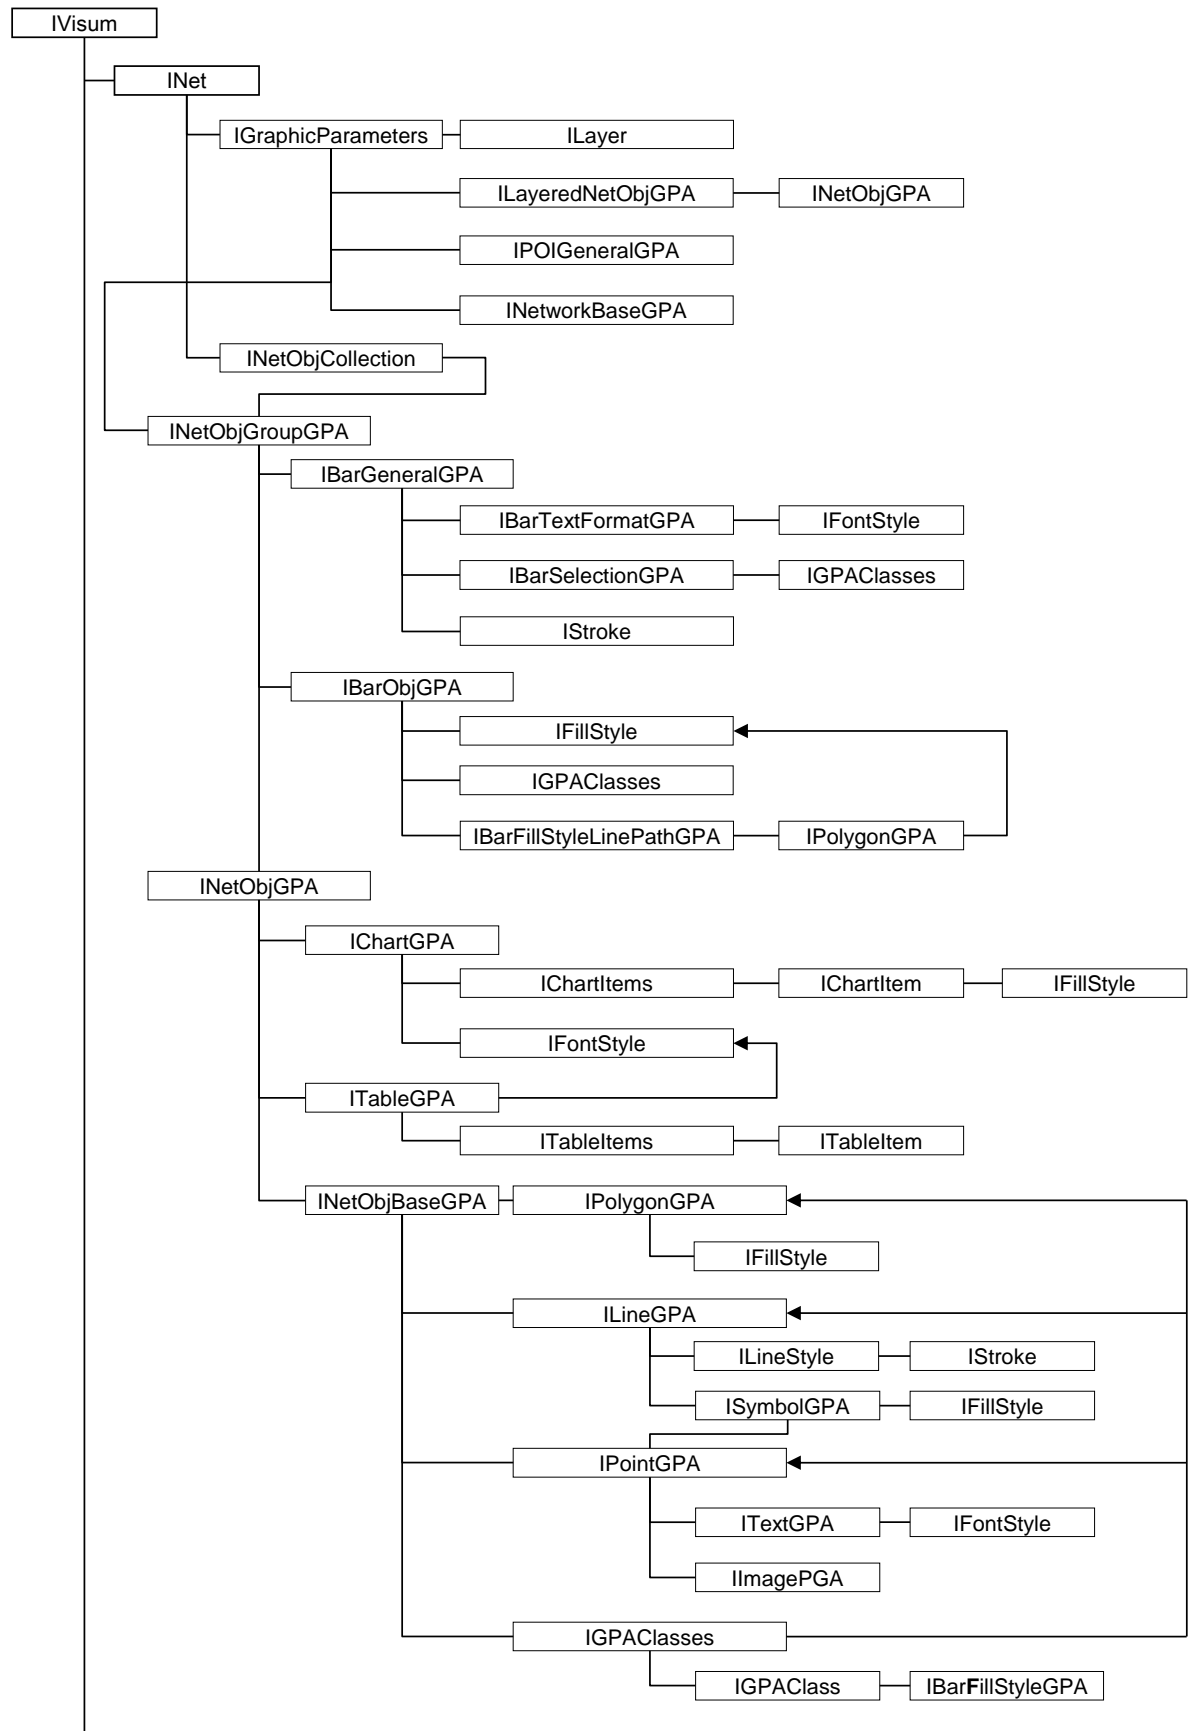 IVisum
INet
IGraphicParameters
ILayer
ILayeredNetObjGPA
INetObjGPA
IPOIGeneralGPA
INetworkBaseGPA
INetObjCollection
INetObjGroupGPA
IBarGeneralGPA
IBarTextFormatGPA
IFontStyle
IBarSelectionGPA
IGPAClasses
IStroke
IBarObjGPA
IFillStyle
IGPAClasses
IBarFillStyleLinePathGPA
IPolygonGPA
INetObjGPA
IChartGPA
IChartItems
IChartItem
IFillStyle
IFontStyle
ITableGPA
ITableItems
ITableItem
INetObjBaseGPA
IPolygonGPA
IFillStyle
ILineGPA
ILineStyle
IStroke
ISymbolGPA
IFillStyle
IPointGPA
ITextGPA
IFontStyle
IImagePGA
IGPAClasses
IGPAClass
IBarFillStyleGPA